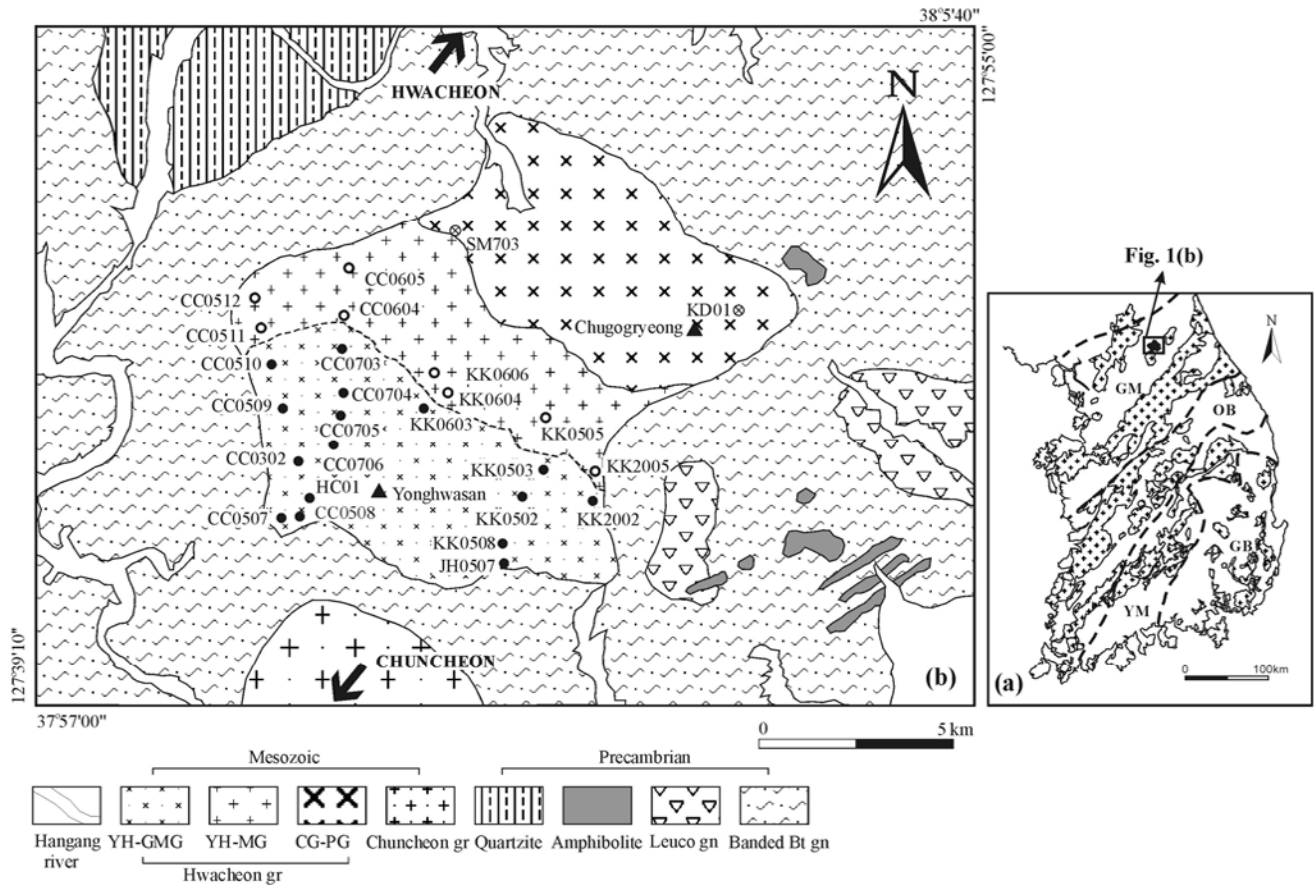 38°5'40"
127°55'00"
HWACHEON
N
SM703
CC0605
CC0512
CC0604
KD01
Chugogryeong
CC0511
CC0510
CC0703
KK0606
CC0704
KK0604
CC0509
KK0603
CC0705
KK0505
CC0302
CC0706
KK0503
KK2005
HC01
Yonghwasan
CC0507
CC0508
KK0502
KK2002
KK0508
JH0507
CHUNCHEON
(b)
127°39'10"
37°57'00"
0 5 km
Fig. 1(b)
N
GM
OB
GB
YM
0 100km
(a)
Mesozoic Precambrian
Hangang river
YH-GMG YH-MG CG-PG Chuncheon gr Quartzite Amphibolite Leuco gn Banded Bt gn
Hwacheon gr